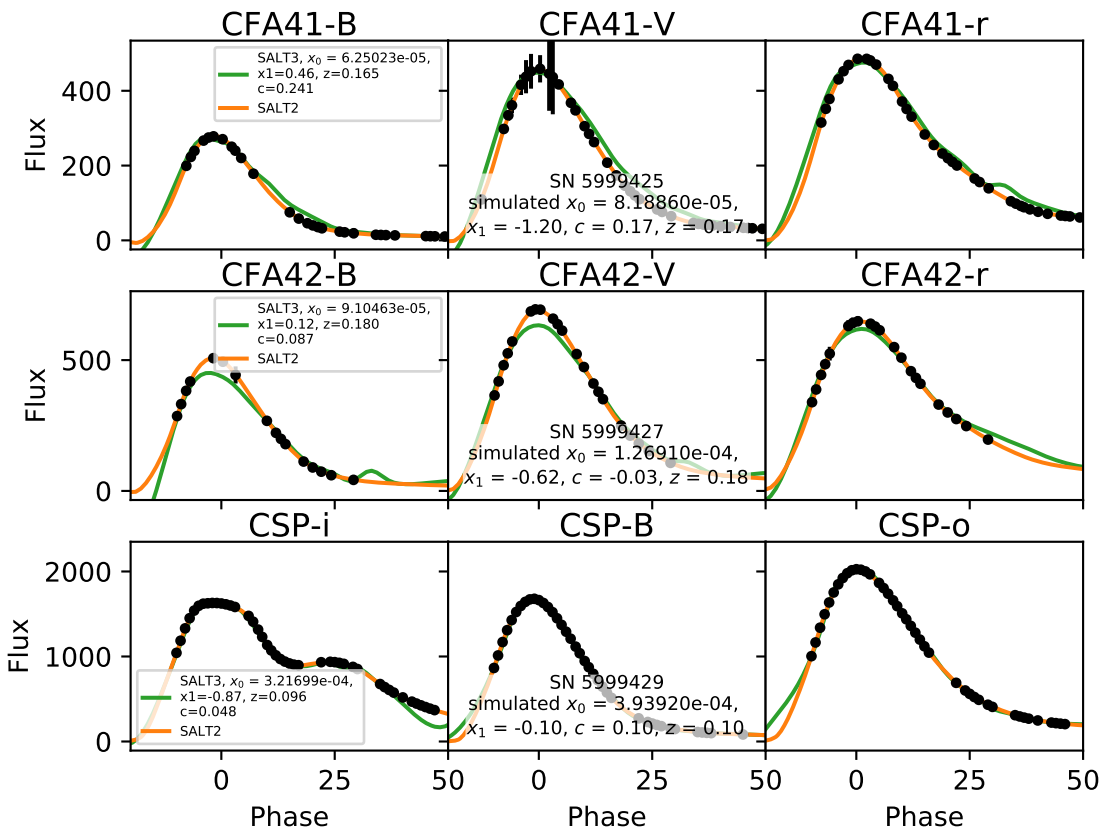 CFA41-B CFA41-V CFA41-r
Flux
400
200
0
SALT3, x₀ = 6.25023e-05,
x1=0.46, z=0.165
c=0.241
SALT2
SN 5999425
simulated x₀ = 8.18860e-05,
x₁ = -1.20, c = 0.17, z = 0.17
CFA42-B CFA42-V CFA42-r
Flux
500
0
SALT3, x₀ = 9.10463e-05,
x1=0.12, z=0.180
c=0.087
SALT2
SN 5999427
simulated x₀ = 1.26910e-04,
x₁ = -0.62, c = -0.03, z = 0.18
CSP-i CSP-B CSP-o
Flux
2000
1000
0
SALT3, x₀ = 3.21699e-04,
x1=-0.87, z=0.096
c=0.048
SALT2
SN 5999429
simulated x₀ = 3.93920e-04,
x₁ = -0.10, c = 0.10, z = 0.10
0 25 50 0 25 50 0 25 50
Phase Phase Phase